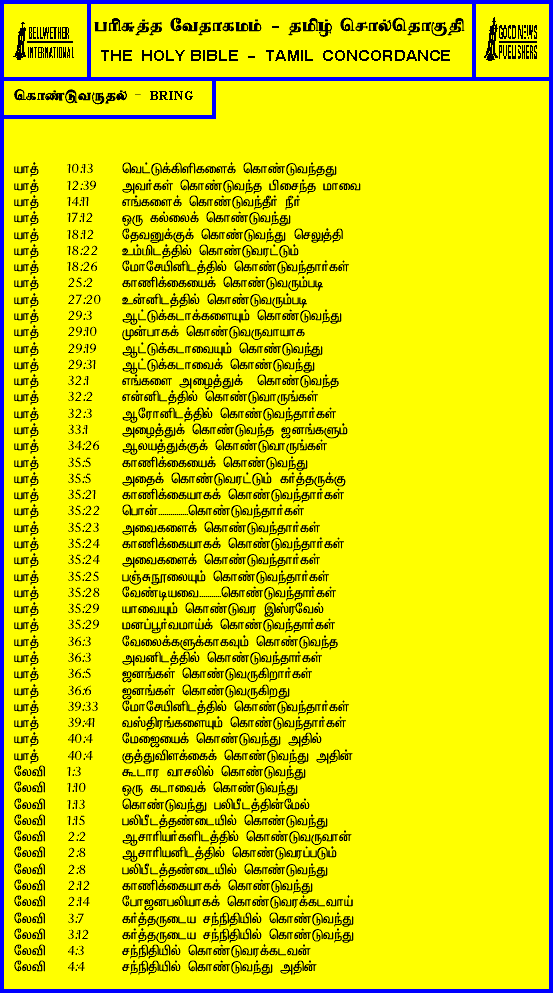 BELLWETHER INTERNATIONAL
பரிசுத்த வேதாகமம் - தமிழ் சொல்தொகுதி
THE HOLY BIBLE - TAMIL CONCORDANCE
GOOD NEWS PUBLISHERS
கொண்டுவருதல் - BRING
யாத் 10:13 வெட்டுக்கிளிகளைக் கொண்டுவந்தது
யாத் 12:39 அவர்கள் கொண்டுவந்த பிசைந்த மாவை
யாத் 14:11 எங்களைக் கொண்டுவந்தீர் நீர்
யாத் 17:12 ஒரு கல்லைக் கொண்டுவந்து
யாத் 18:12 தேவனுக்குக் கொண்டுவந்து செலுத்தி
யாத் 18:22 உம்மிடத்தில் கொண்டுவரட்டும்
யாத் 18:26 மோசேயினிடத்தில் கொண்டுவந்தார்கள்
யாத் 25:2 காணிக்கையைக் கொண்டுவரும்படி
யாத் 27:20 உன்னிடத்தில் கொண்டுவரும்படி
யாத் 29:3 ஆட்டுக்கடாக்களையும் கொண்டுவந்து
யாத் 29:10 முன்பாகக் கொண்டுவருவாயாக
யாத் 29:19 ஆட்டுக்கடாவையும் கொண்டுவந்து
யாத் 29:31 ஆட்டுக்கடாவைக் கொண்டுவந்து
யாத் 32:1 எங்களை அழைத்துக் கொண்டுவந்த
யாத் 32:2 என்னிடத்தில் கொண்டுவாருங்கள்
யாத் 32:3 ஆரோனிடத்தில் கொண்டுவந்தார்கள்
யாத் 33:1 அழைத்துக் கொண்டுவந்த ஜனங்களும்
யாத் 34:26 ஆலயத்துக்குக் கொண்டுவாருங்கள்
யாத் 35:5 காணிக்கையைக் கொண்டுவந்து
யாத் 35:5 அதைக் கொண்டுவரட்டும் கர்த்தருக்கு
யாத் 35:21 காணிக்கையாகக் கொண்டுவந்தார்கள்
யாத் 35:22 பொன்...............கொண்டுவந்தார்கள்
யாத் 35:23 அவைகளைக் கொண்டுவந்தார்கள்
யாத் 35:24 காணிக்கையாகக் கொண்டுவந்தார்கள்
யாத் 35:24 அவைகளைக் கொண்டுவந்தார்கள்
யாத் 35:25 பஞ்சுநூலையும் கொண்டுவந்தார்கள்
யாத் 35:28 வேண்டியவை...........கொண்டுவந்தார்கள்
யாத் 35:29 யாவையும் கொண்டுவர இஸ்ரவேல்
யாத் 35:29 மனப்பூர்வமாய்க் கொண்டுவந்தார்கள்
யாத் 36:3 வேலைக்களுக்காகவும் கொண்டுவந்த
யாத் 36:3 அவனிடத்தில் கொண்டுவந்தார்கள்
யாத் 36:5 ஜனங்கள் கொண்டுவருகிறார்கள்
யாத் 36:6 ஜனங்கள் கொண்டுவருகிறது
யாத் 39:33 மோசேயினிடத்தில் கொண்டுவந்தார்கள்
யாத் 39:41 வஸ்திரங்களையும் கொண்டுவந்தார்கள்
யாத் 40:4 மேஜையைக் கொண்டுவந்து அதில்
யாத் 40:4 குத்துவிளக்கைக் கொண்டுவந்து அதின்
லேவி 1:3 கூடார வாசலில் கொண்டுவந்து
லேவி 1:10 ஒரு கடாவைக் கொண்டுவந்து
லேவி 1:13 கொண்டுவந்து பலிபீடத்தின்மேல்
லேவி 1:15 பலிபீடத்தண்டையில் கொண்டுவந்து
லேவி 2:2 ஆசாரியர்களிடத்தில் கொண்டுவருவான்
லேவி 2:8 ஆசாரியனிடத்தில் கொண்டுவரப்படும்
லேவி 2:8 பலிபீடத்தண்டையில் கொண்டுவந்து
லேவி 2:12 காணிக்கையாகக் கொண்டுவந்து
லேவி 2:14 போஜனபலியாகக் கொண்டுவரக்கடவாய்
லேவி 3:7 கர்த்தருடைய சந்நிதியில் கொண்டுவந்து
லேவி 3:12 கர்த்தருடைய சந்நிதியில் கொண்டுவந்து
லேவி 4:3 சந்நிதியில் கொண்டுவரக்கடவன்
லேவி 4:4 சந்நிதியில் கொண்டுவந்து அதின்